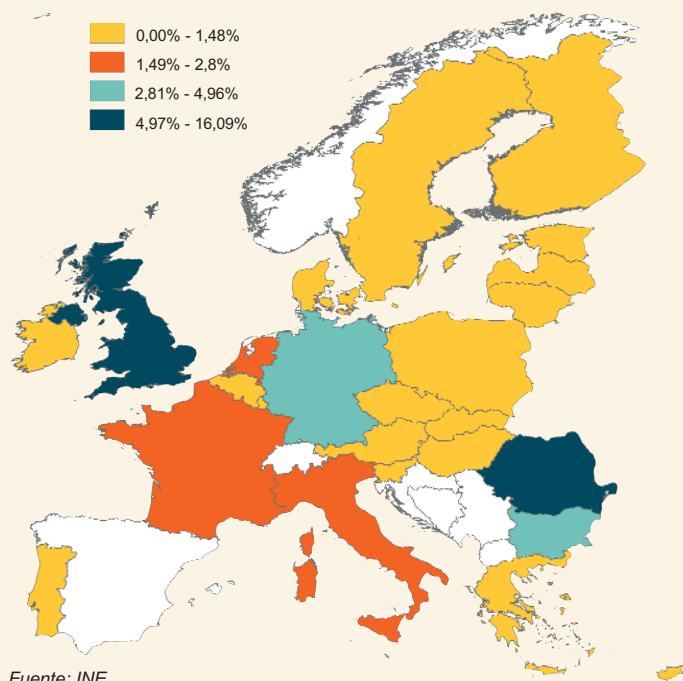 0,00% - 1,48%
1,49% - 2,8%
2,81% - 4,96%
4,97% - 16,09%
Fuente: INE